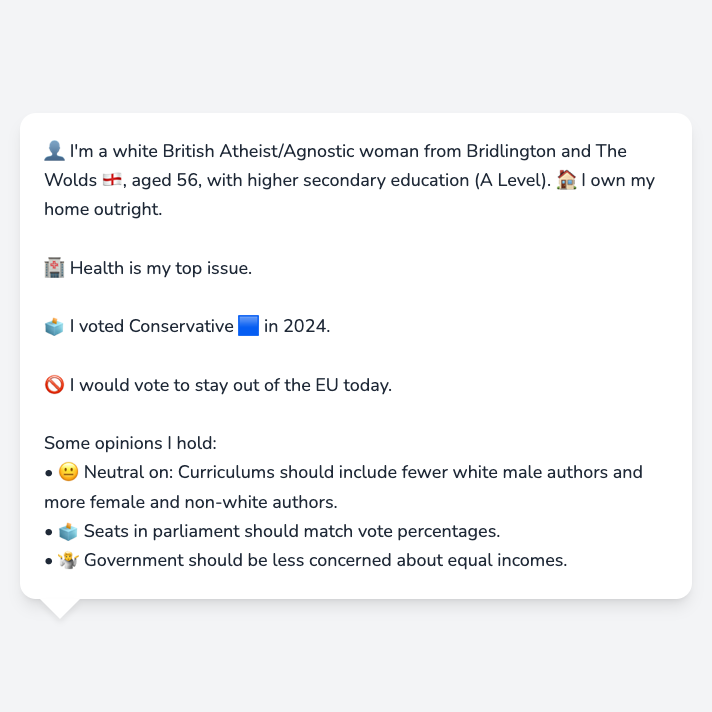 👤 I'm a white British Atheist/Agnostic woman from Bridlington and The
Wolds 🏴󠁧󠁢󠁥󠁮󠁧󠁿, aged 56, with higher secondary education (A Level). 🏠 I own my
home outright.
🏥 Health is my top issue.
🗳️ I voted Conservative 🟦 in 2024.
🚫 I would vote to stay out of the EU today.
Some opinions I hold:
• 😐 Neutral on: Curriculums should include fewer white male authors and
more female and non-white authors.
• 🗳️ Seats in parliament should match vote percentages.
• 🤷 Government should be less concerned about equal incomes.